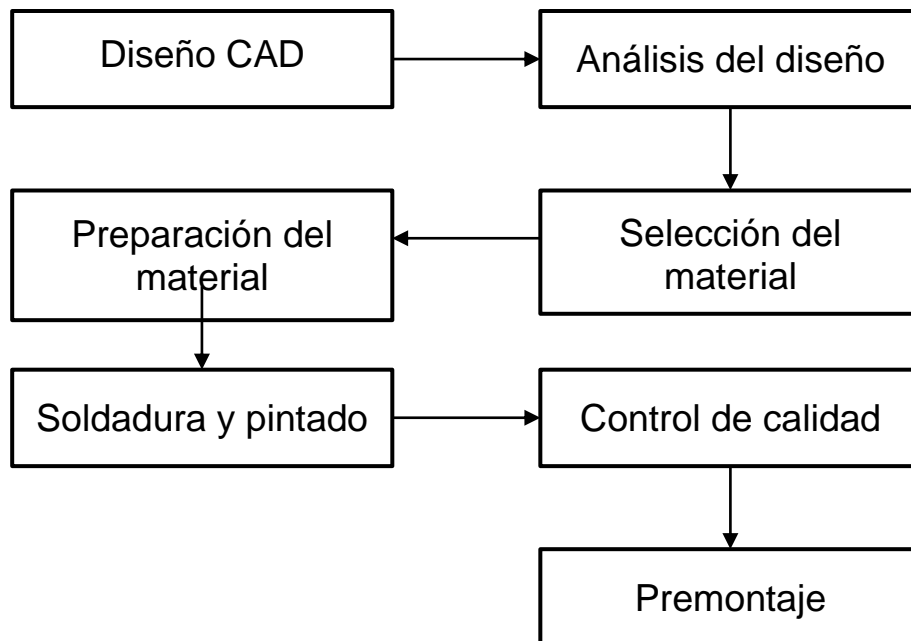 Diseño CAD
Análisis del diseño
Selección del
material
Preparación del
material
Soldadura y pintado
Control de calidad
Premontaje